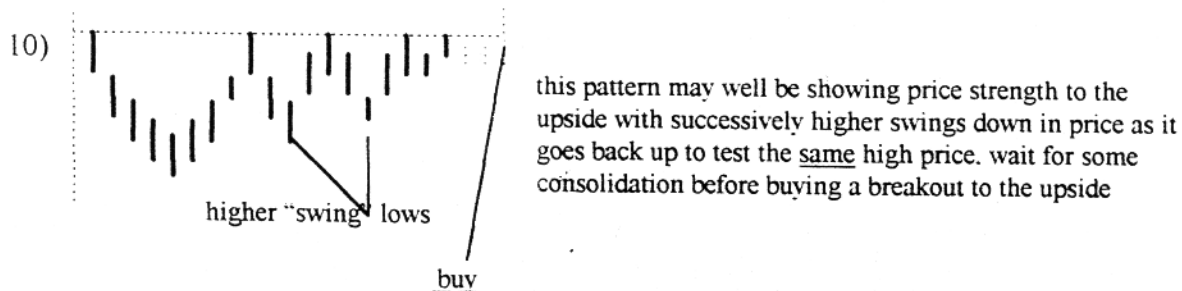 10)
this pattern may well be showing price strength to the
upside with successively higher swings down in price as it
goes back up to test the same high price. wait for some
consolidation before buying a breakout to the upside
higher “swing” lows
buy